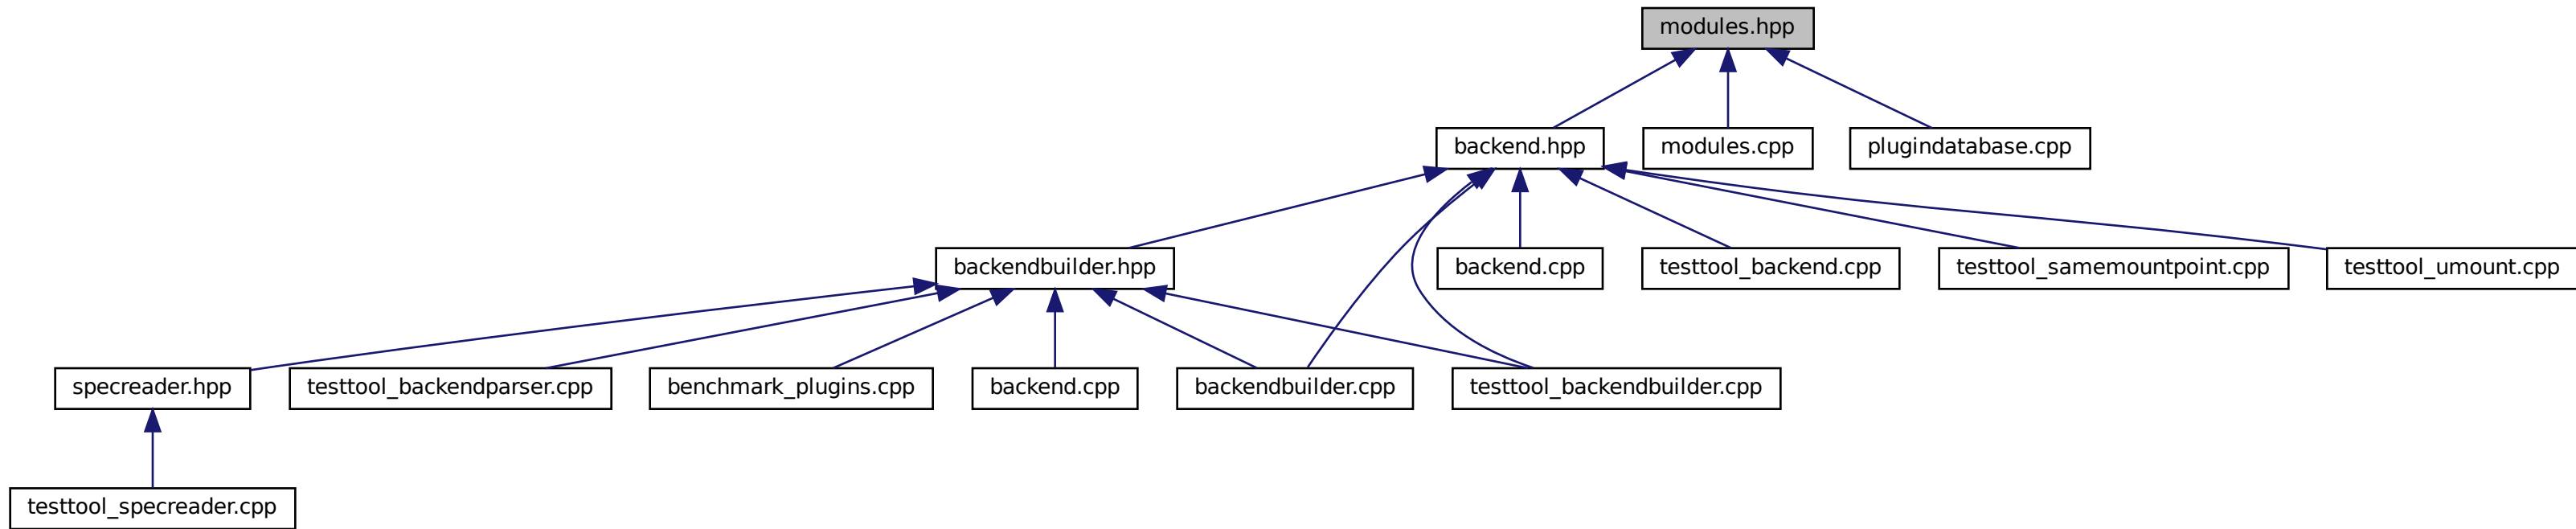 modules.hpp
backend.hpp
modules.cpp
plugindatabase.cpp
backendbuilder.hpp
backend.cpp
testtool_backend.cpp
testtool_samemountpoint.cpp
testtool_umount.cpp
specreader.hpp
testtool_backendparser.cpp
benchmark_plugins.cpp
backend.cpp
backendbuilder.cpp
testtool_backendbuilder.cpp
testtool_specreader.cpp